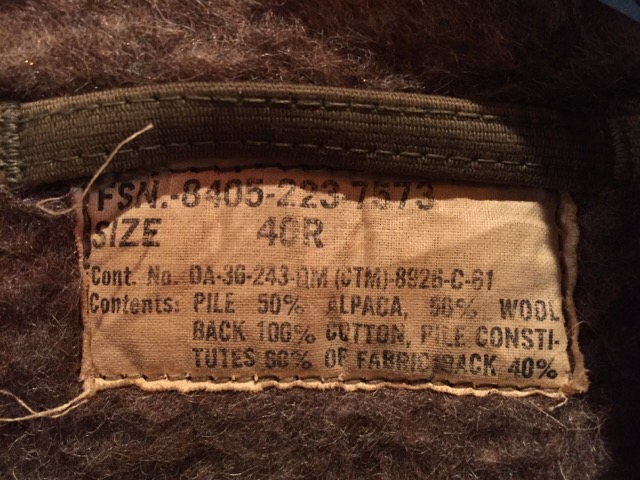 FSN.-8405-223-7573
SIZE 40R
Cont. No. DA-36-243-QM (CTM)-8926-C-61
Contents: PILE 50% ALPACA, 50% WOOL
BACK 100% COTTON, PILE CONSTI-
TUTES 60% OF FABRIC BACK 40%